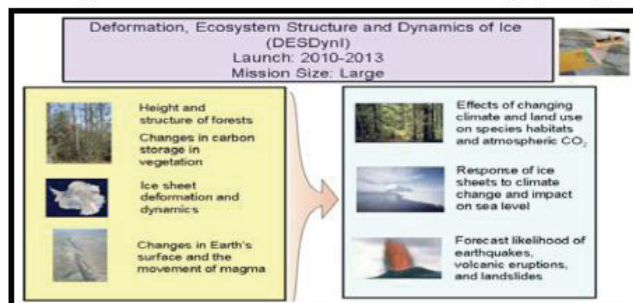 Deformation, Ecosystem Structure and Dynamics of Ice
(DESDynI)
Launch: 2010-2013
Mission Size: Large
Height and
structure of forests
Changes in carbon
storage in
vegetation
Ice sheet
deformation and
dynamics
Changes in Earth's
surface and the
movement of magma
Effects of changing
climate and land use
on species habitats
and atmospheric CO₂
Response of ice
sheets to climate
change and impact
on sea level
Forecast likelihood of
earthquakes,
volcanic eruptions,
and landslides